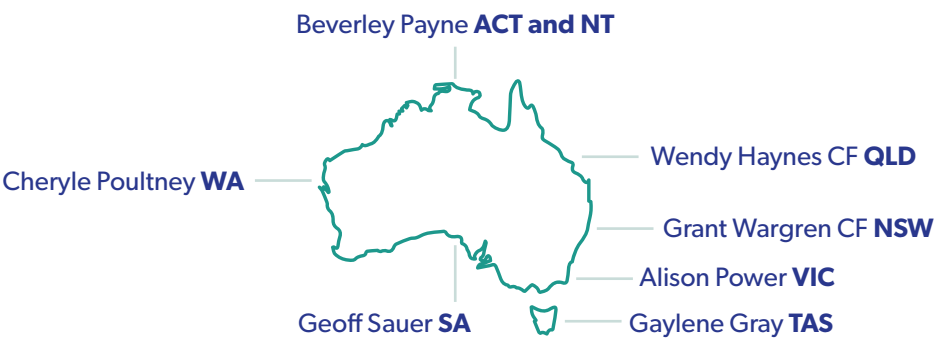 Beverley Payne ACT and NT
Wendy Haynes CF QLD
Cheryle Poultney WA
Grant Wargren CF NSW
Alison Power VIC
Geoff Sauer SA
Gaylene Gray TAS